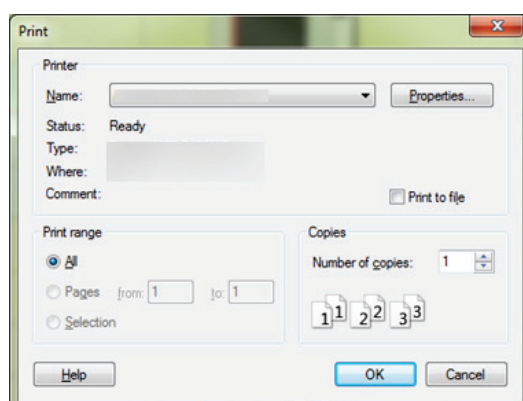 Print
Printer
Name:
Properties...
Status: Ready
Type:
Where:
Comment:
Print to file
Print range
All
Pages from: 1 to: 1
Selection
Copies
Number of copies: 1
1 1 2 2 3 3
Help
OK
Cancel